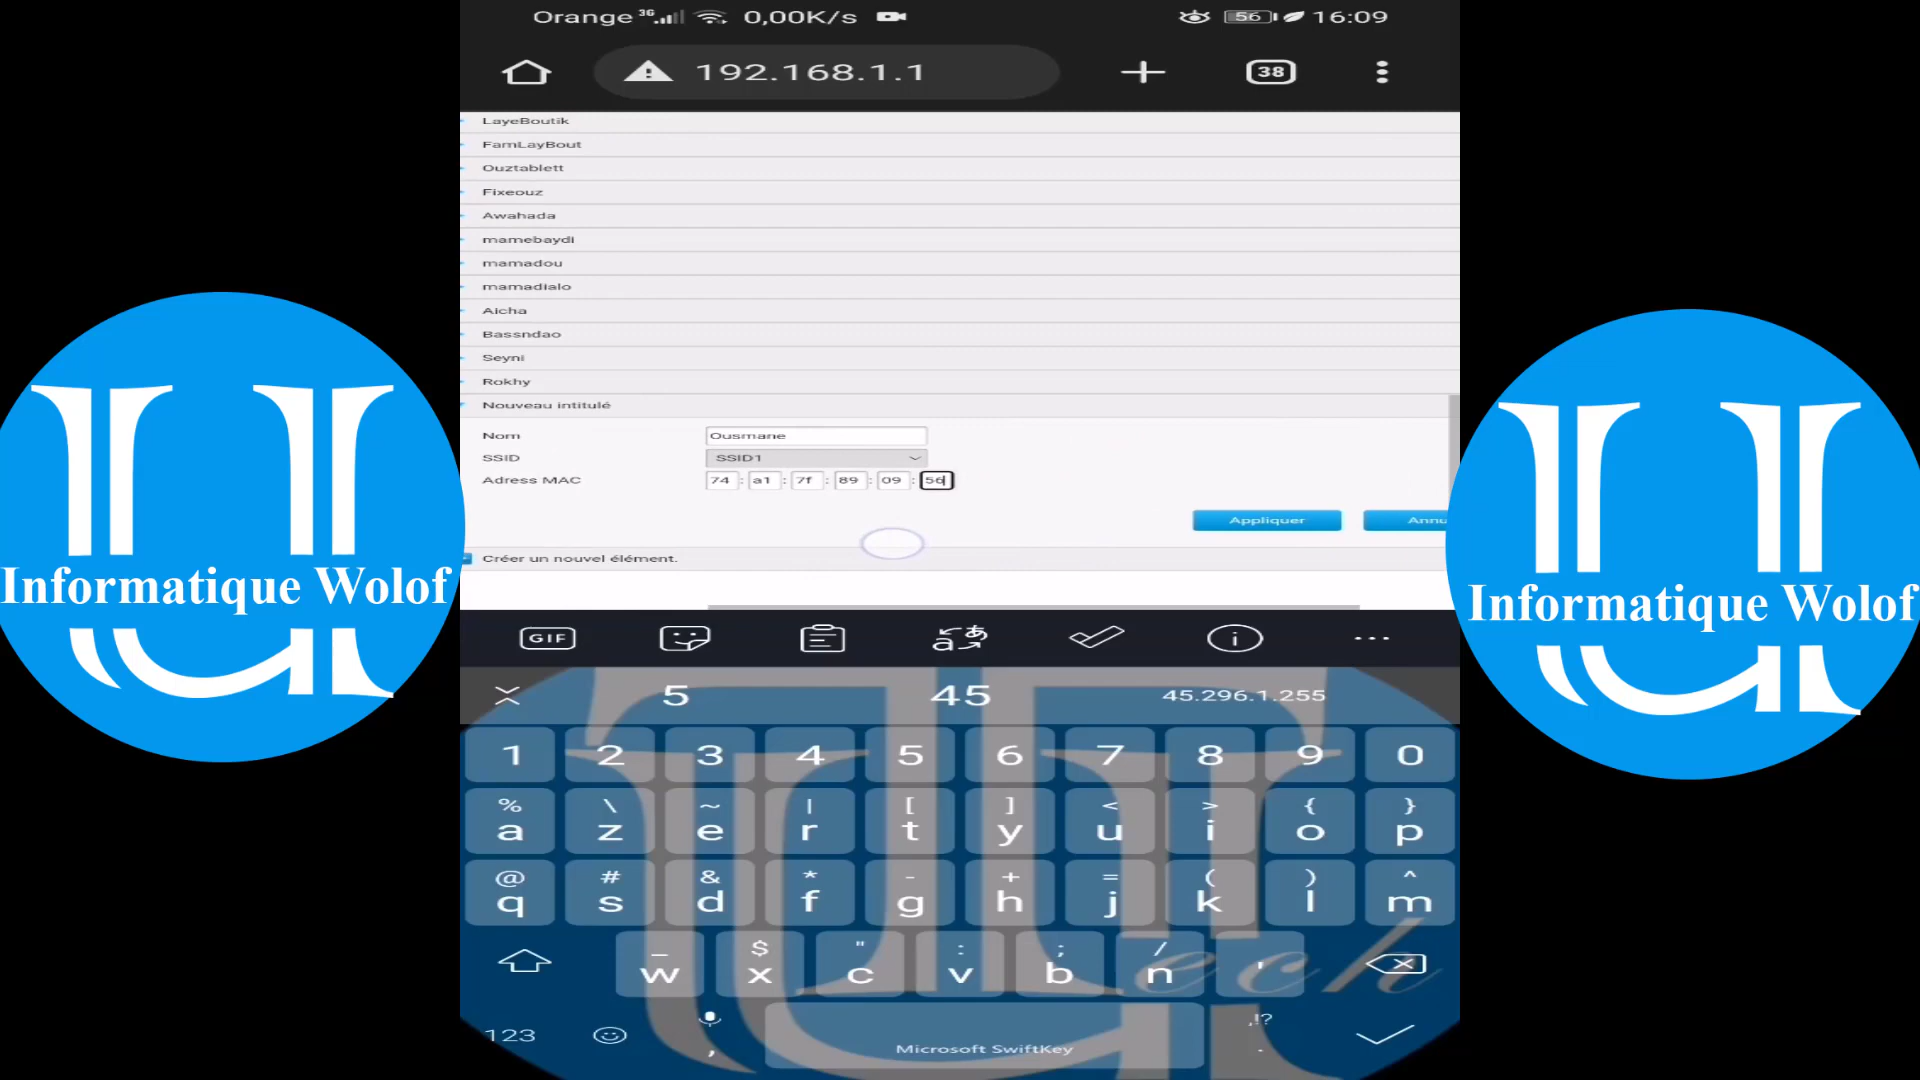 Orange 3G 0,00K/s 56 16:09
192.168.1.1 38
LayeBoutik
FamLayBout
Ouztablett
Fixeouz
Awahada
mamebaydi
mamadou
mamadialo
Aicha
Bassndao
Seyni
Rokhy
Nouveau intitulé
Nom Ousmane
SSID SSID1
Adress MAC 74 : a1 : 7f : 89 : 09 : 56
Appliquer Annu
Créer un nouvel élément.
Informatique Wolof
Informatique Wolof
GIF
5 45 45.296.1.255
1 2 3 4 5 6 7 8 9 0
% \ ~ | [ ] < > { }
a z e r t y u i o p
@ # & * - + = ( ) ^
q s d f g h j k l m
_ $ " : ; /
w x c v b n '
ech
123 , Microsoft SwiftKey ,!? .